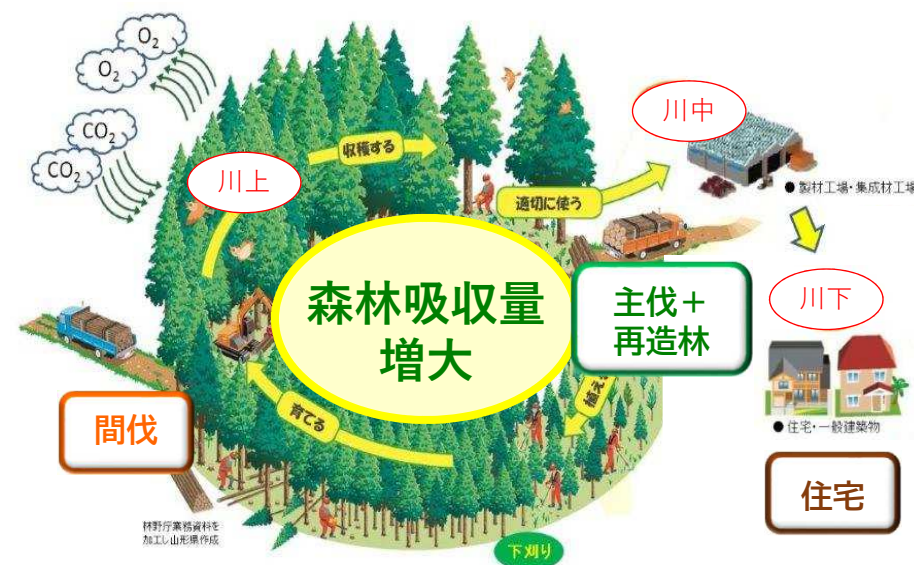 O₂
O₂
CO₂
CO₂
収穫する
川上
川中
● 製材工場・集成材工場
適切に使う
森林吸収量
増大
主伐＋
再造林
川下
育てる
間伐
● 住宅・一般建築物
住宅
林野庁業務資料を
加工し山形県作成
下刈り